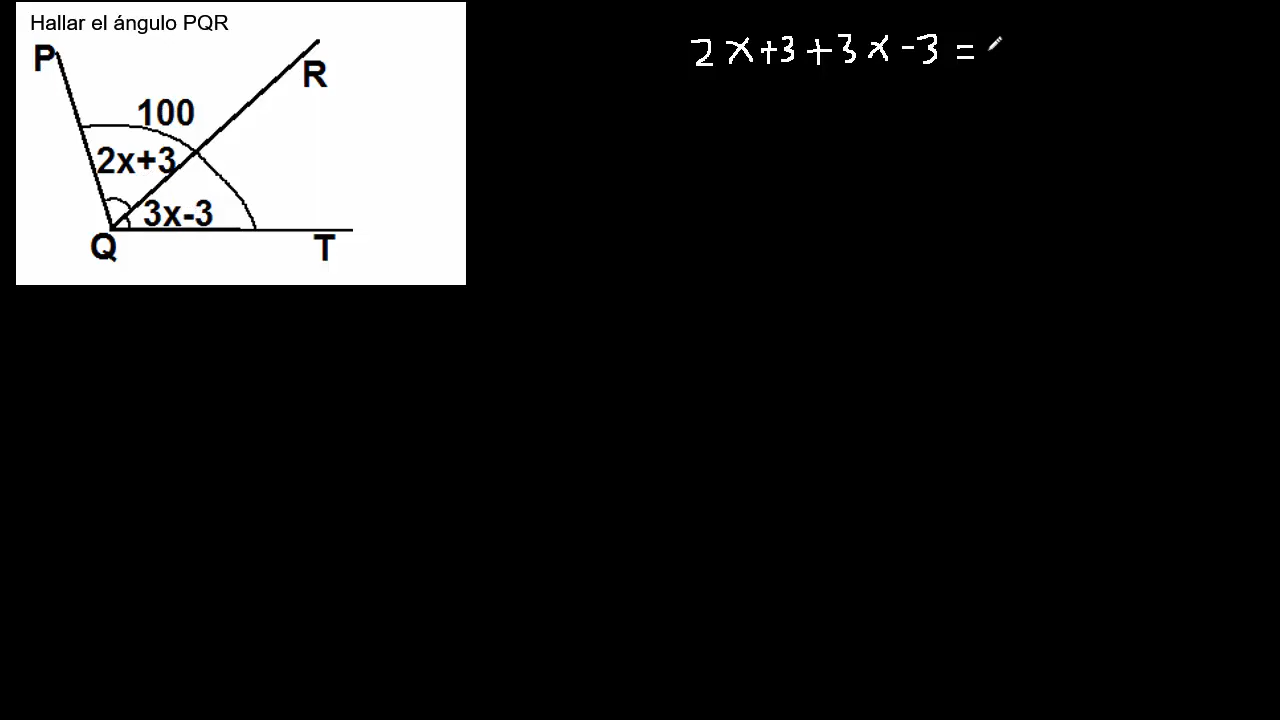 Hallar el ángulo PQR
P
R
100
2x+3
3x-3
Q
T
2x+3+3x-3=